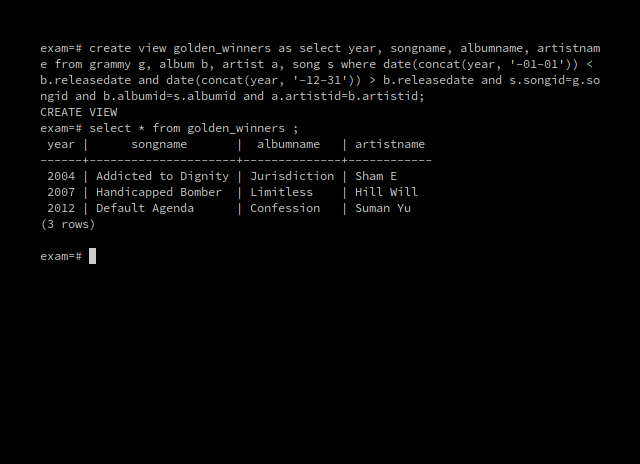 exam=# create view golden_winners as select year, songname, albumname, artistnam
e from grammy g, album b, artist a, song s where date(concat(year, '-01-01')) <
b.releasedate and date(concat(year, '-12-31')) > b.releasedate and s.songid=g.so
ngid and b.albumid=s.albumid and a.artistid=b.artistid;
CREATE VIEW
exam=# select * from golden_winners ;
 year |      songname       |  albumname   | artistname
------+---------------------+--------------+------------
 2004 | Addicted to Dignity | Jurisdiction | Sham E
 2007 | Handicapped Bomber  | Limitless    | Hill Will
 2012 | Default Agenda      | Confession   | Suman Yu
(3 rows)
exam=#